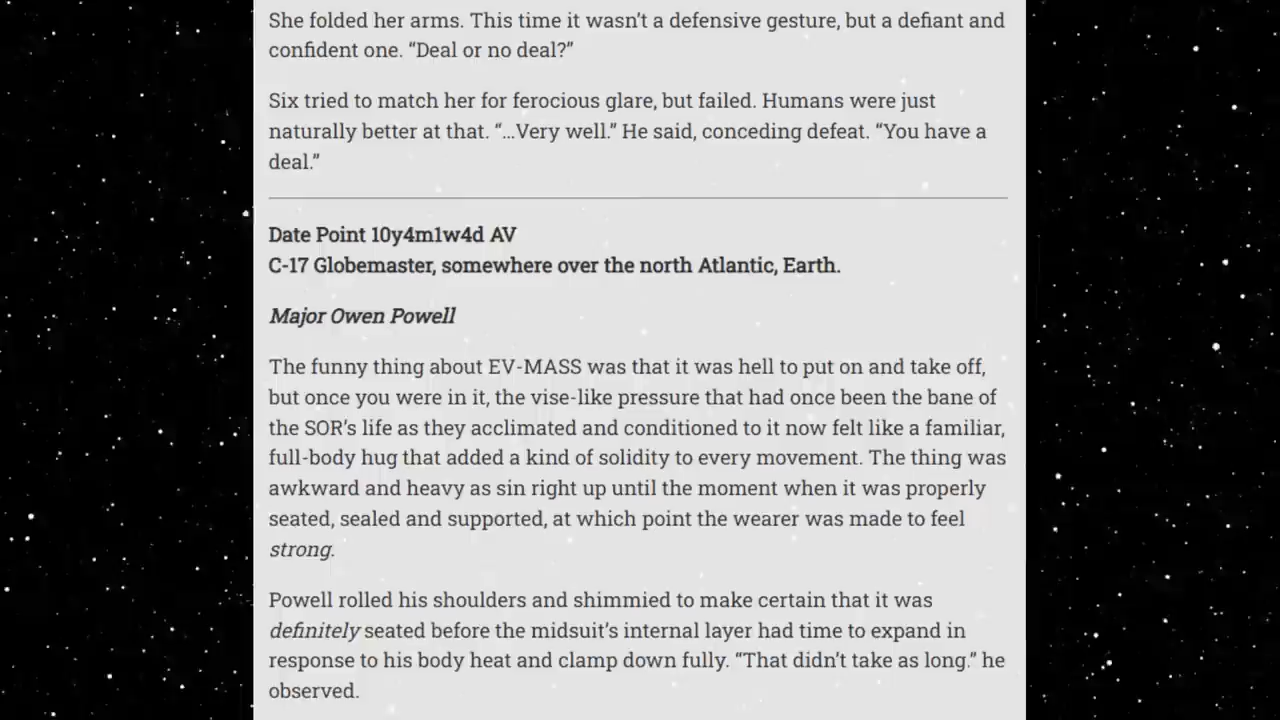 She folded her arms. This time it wasn’t a defensive gesture, but a defiant and
confident one. “Deal or no deal?”
Six tried to match her for ferocious glare, but failed. Humans were just
naturally better at that. “…Very well.” He said, conceding defeat. “You have a
deal.”
Date Point 10y4m1w4d AV
C-17 Globemaster, somewhere over the north Atlantic, Earth.
Major Owen Powell
The funny thing about EV-MASS was that it was hell to put on and take off,
but once you were in it, the vise-like pressure that had once been the bane of
the SOR’s life as they acclimated and conditioned to it now felt like a familiar,
full-body hug that added a kind of solidity to every movement. The thing was
awkward and heavy as sin right up until the moment when it was properly
seated, sealed and supported, at which point the wearer was made to feel
strong.
Powell rolled his shoulders and shimmied to make certain that it was
definitely seated before the midsuit’s internal layer had time to expand in
response to his body heat and clamp down fully. “That didn’t take as long.” he
observed.